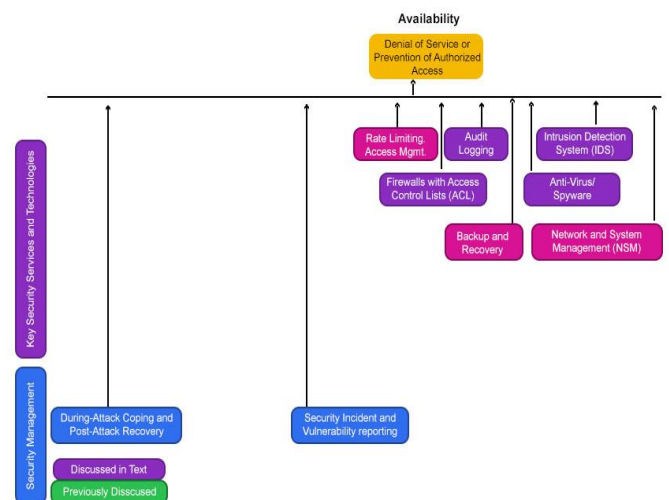 Availability
Denial of Service or
Prevention of Authorized
Access
Rate Limiting.
Access Mgmt.
Audit
Logging
Intrusion Detection
System (IDS)
Firewalls with Access
Control Lists (ACL)
Anti-Virus/
Spyware
Backup and
Recovery
Network and System
Management (NSM)
Key Security Services and Technologies
Security Management
During-Attack Coping and
Post-Attack Recovery
Security Incident and
Vulnerability reporting
Discussed in Text
Previously Disscused